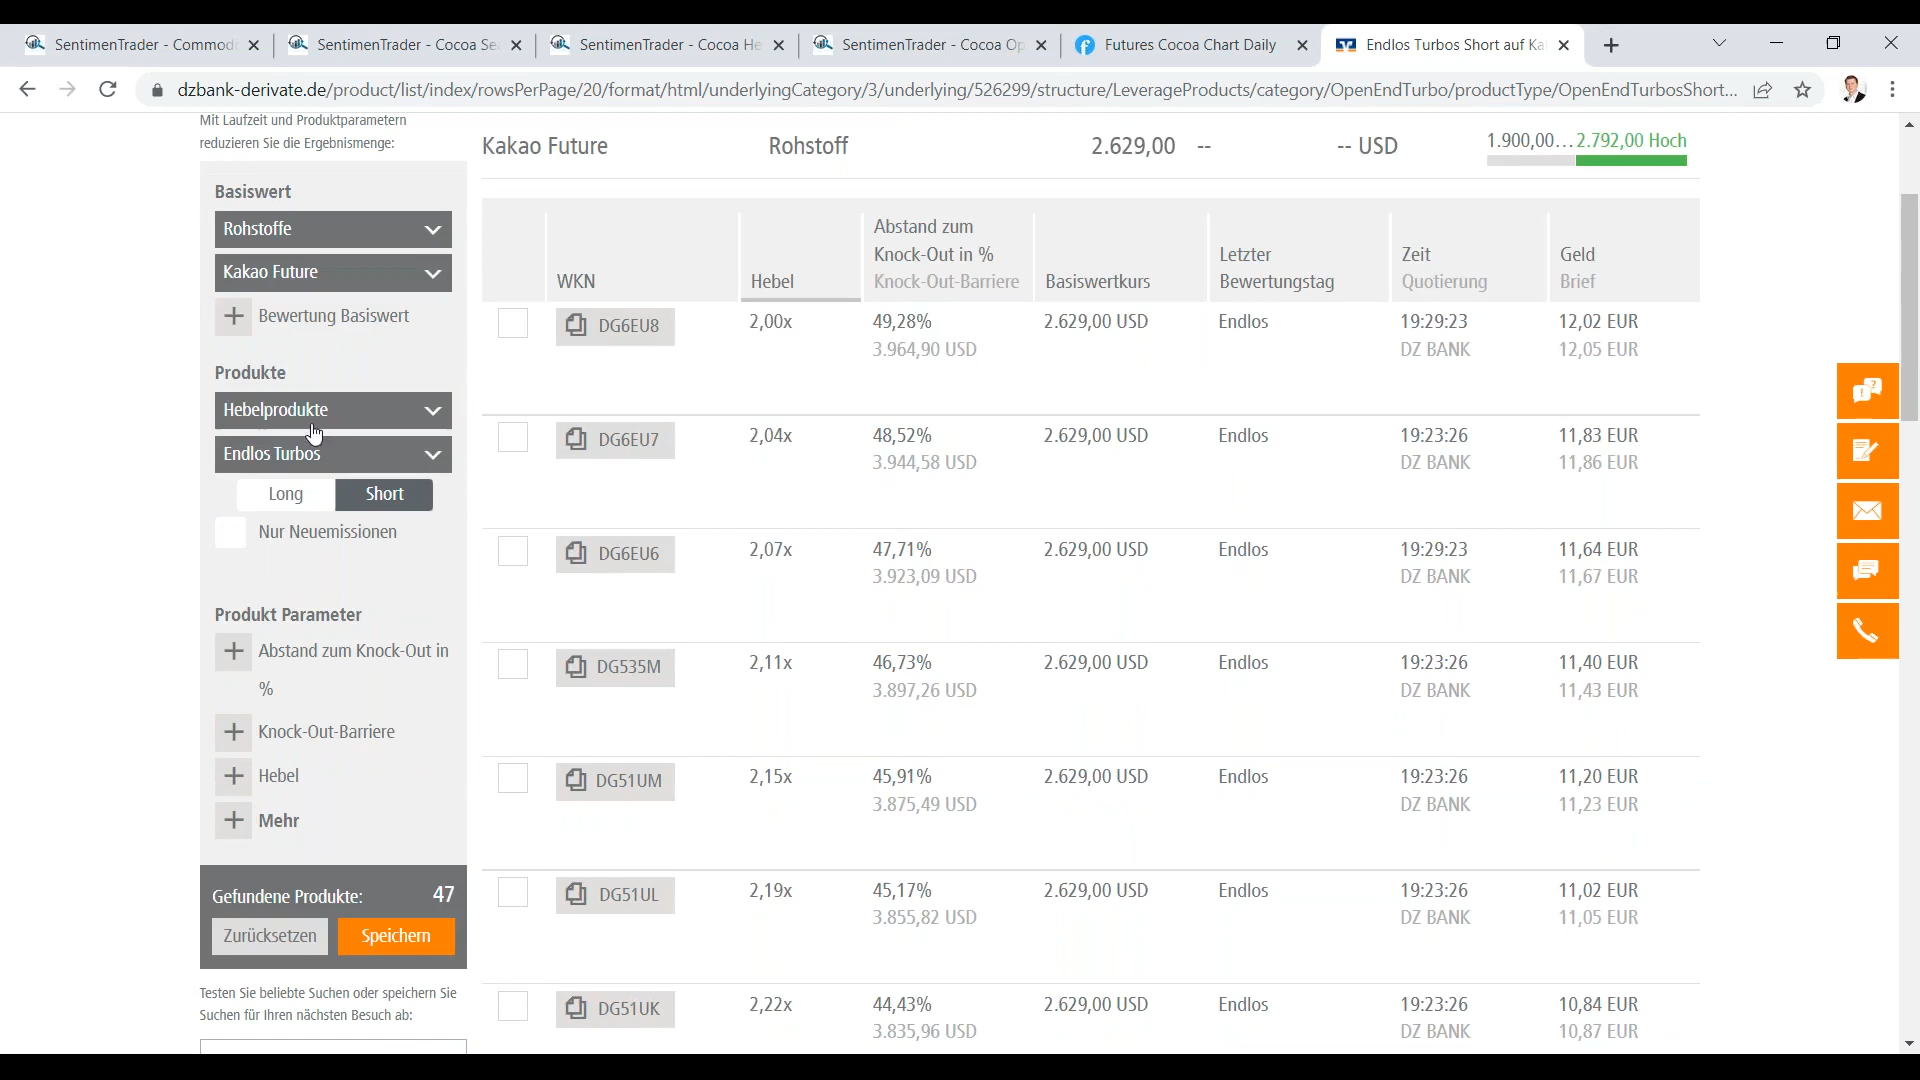 SentimenTrader - Commod
SentimenTrader - Cocoa Se
SentimenTrader - Cocoa He
SentimenTrader - Cocoa Op
Futures Cocoa Chart Daily
Endlos Turbos Short auf Ka
dzbank-derivate.de/product/list/index/rowsPerPage/20/format/html/underlyingCategory/3/underlying/526299/structure/LeverageProducts/category/OpenEndTurbo/productType/OpenEndTurbosShort...
Mit Laufzeit und Produktparametern
reduzieren Sie die Ergebnismenge:
Basiswert
Rohstoffe
Kakao Future
Bewertung Basiswert
Produkte
Hebelprodukte
Endlos Turbos
Long Short
Nur Neuemissionen
Produkt Parameter
Abstand zum Knock-Out in
%
Knock-Out-Barriere
Hebel
Mehr
Gefundene Produkte: 47
Zurücksetzen Speichern
Testen Sie beliebte Suchen oder speichern Sie
Suchen für Ihren nächsten Besuch ab:
Kakao Future Rohstoff 2.629,00 -- -- USD 1.900,00... 2.792,00 Hoch
Abstand zum
Knock-Out in % Letzter Zeit Geld
WKN Hebel Knock-Out-Barriere Basiswertkurs Bewertungstag Quotierung Brief
DG6EU8 2,00x 49,28% 2.629,00 USD Endlos 19:29:23 12,02 EUR
3.964,90 USD DZ BANK 12,05 EUR
DG6EU7 2,04x 48,52% 2.629,00 USD Endlos 19:23:26 11,83 EUR
3.944,58 USD DZ BANK 11,86 EUR
DG6EU6 2,07x 47,71% 2.629,00 USD Endlos 19:29:23 11,64 EUR
3.923,09 USD DZ BANK 11,67 EUR
DG535M 2,11x 46,73% 2.629,00 USD Endlos 19:23:26 11,40 EUR
3.897,26 USD DZ BANK 11,43 EUR
DG51UM 2,15x 45,91% 2.629,00 USD Endlos 19:23:26 11,20 EUR
3.875,49 USD DZ BANK 11,23 EUR
DG51UL 2,19x 45,17% 2.629,00 USD Endlos 19:23:26 11,02 EUR
3.855,82 USD DZ BANK 11,05 EUR
DG51UK 2,22x 44,43% 2.629,00 USD Endlos 19:23:26 10,84 EUR
3.835,96 USD DZ BANK 10,87 EUR